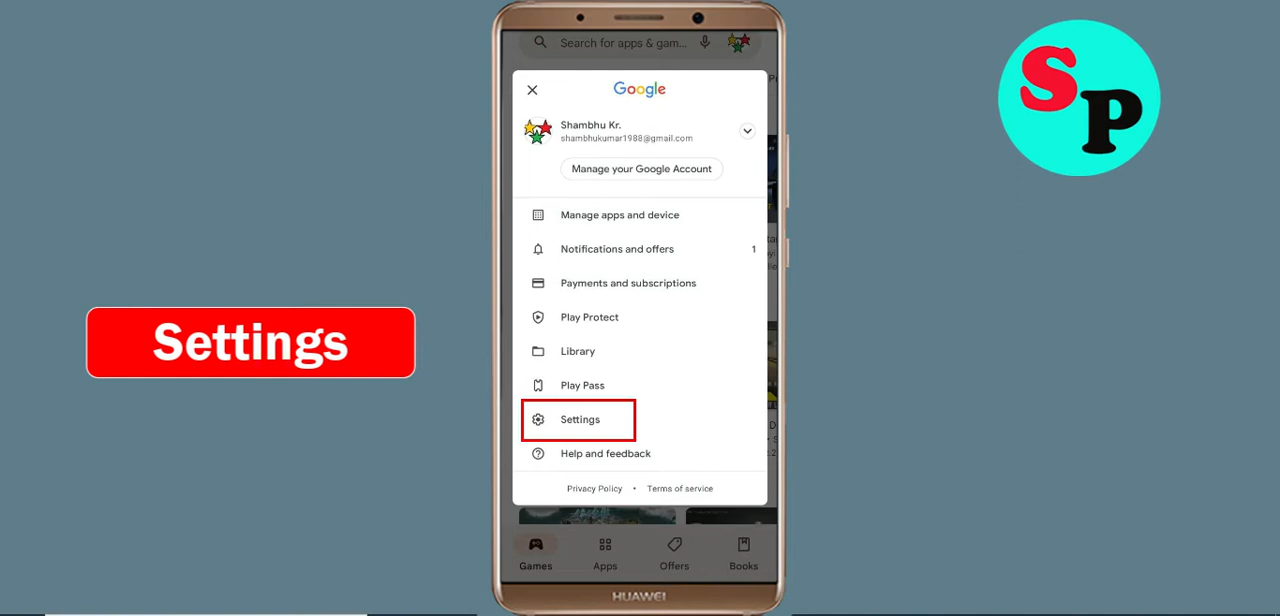 Search for apps & gam...
Google
Shambhu Kr.
shambhukumar1988@gmail.com
Manage your Google Account
Manage apps and device
Notifications and offers 1
Payments and subscriptions
Play Protect
Library
Play Pass
Settings
Help and feedback
Privacy Policy • Terms of service
Games Apps Offers Books
HUAWEI
Settings
SP